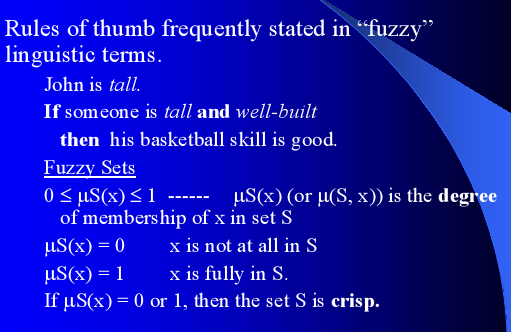 Rules of thumb frequently stated in “fuzzy”
linguistic terms.
John is tall.
If someone is tall and well-built
then his basketball skill is good.
Fuzzy Sets
0 ≤ μS(x) ≤ 1 ------ μS(x) (or μ(S, x)) is the degree
of membership of x in set S
μS(x) = 0 x is not at all in S
μS(x) = 1 x is fully in S.
If μS(x) = 0 or 1, then the set S is crisp.